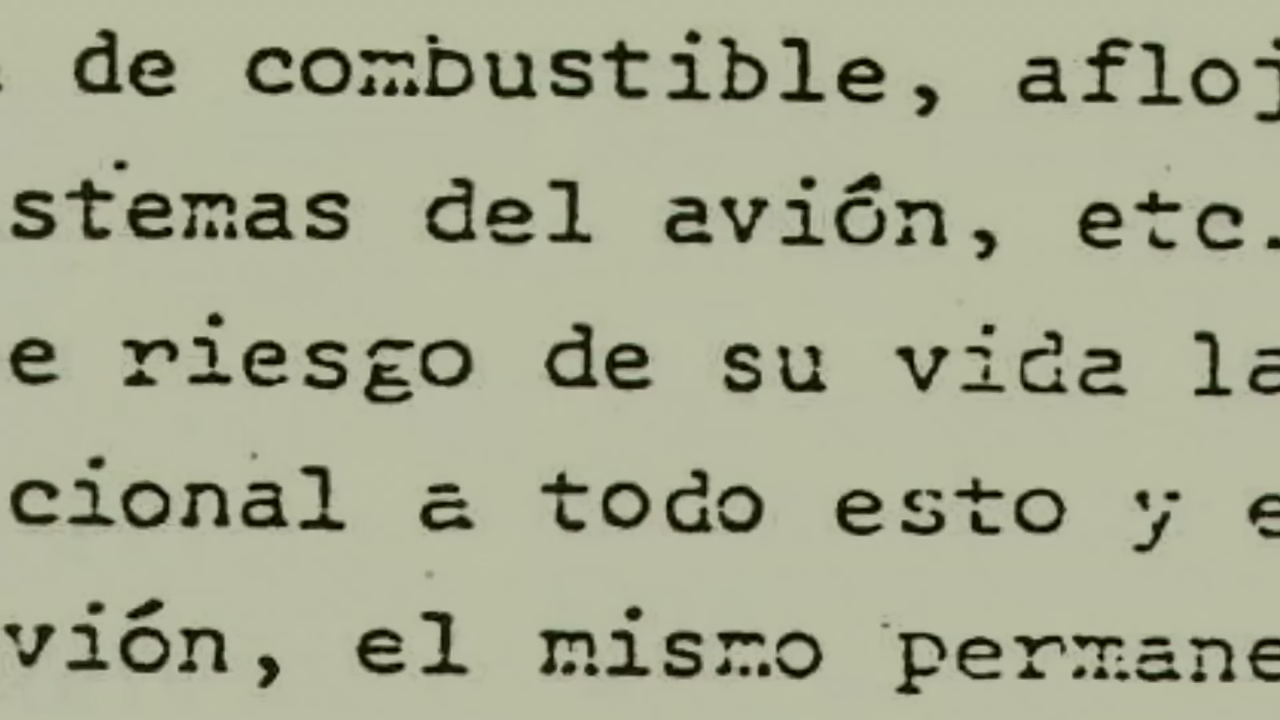 de combustible, afloj
stemas del avión, etc.
e riesgo de su vida la
cional a todo esto y e
vión, el mismo permane